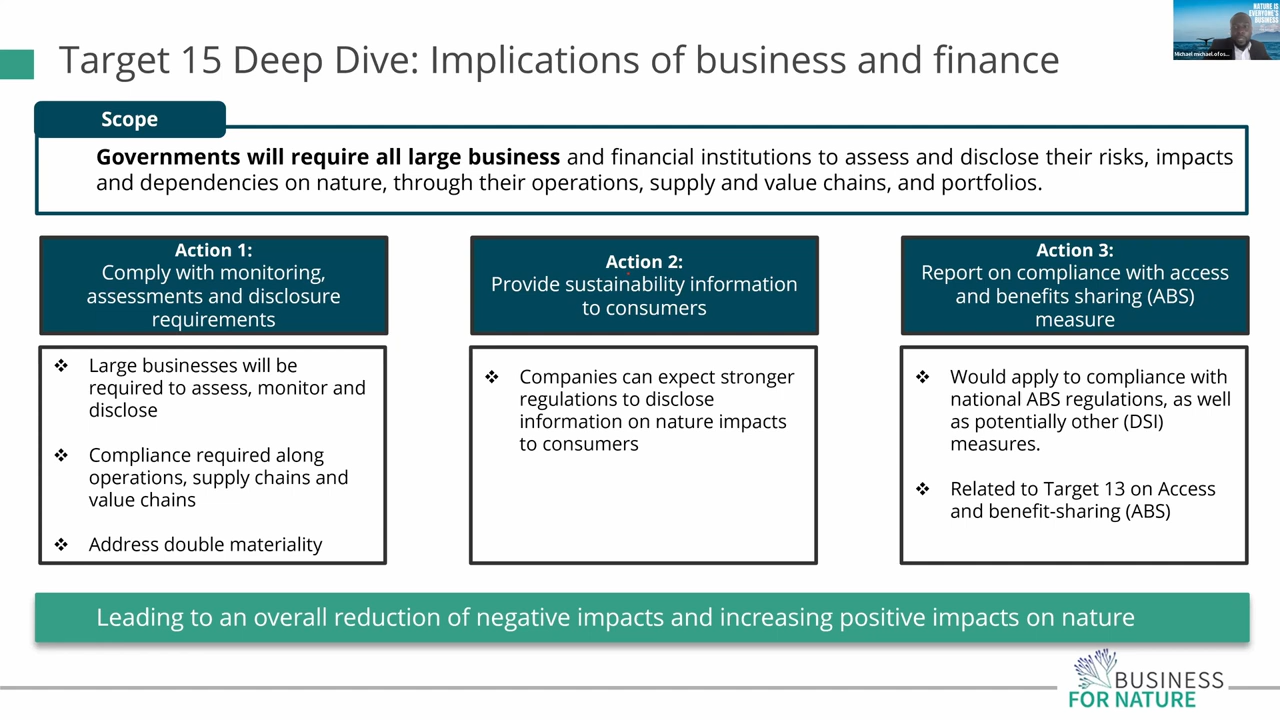 NATURE IS
EVERYONE'S
BUSINESS
Michael michael.ofos...
Target 15 Deep Dive: Implications of business and finance
Scope
Governments will require all large business and financial institutions to assess and disclose their risks, impacts
and dependencies on nature, through their operations, supply and value chains, and portfolios.
Action 1:
Comply with monitoring,
assessments and disclosure
requirements
❖ Large businesses will be
required to assess, monitor and
disclose
❖ Compliance required along
operations, supply chains and
value chains
❖ Address double materiality
Action 2:
Provide sustainability information
to consumers
❖ Companies can expect stronger
regulations to disclose
information on nature impacts
to consumers
Action 3:
Report on compliance with access
and benefits sharing (ABS)
measure
❖ Would apply to compliance with
national ABS regulations, as well
as potentially other (DSI)
measures.
❖ Related to Target 13 on Access
and benefit-sharing (ABS)
Leading to an overall reduction of negative impacts and increasing positive impacts on nature
BUSINESS
FOR NATURE